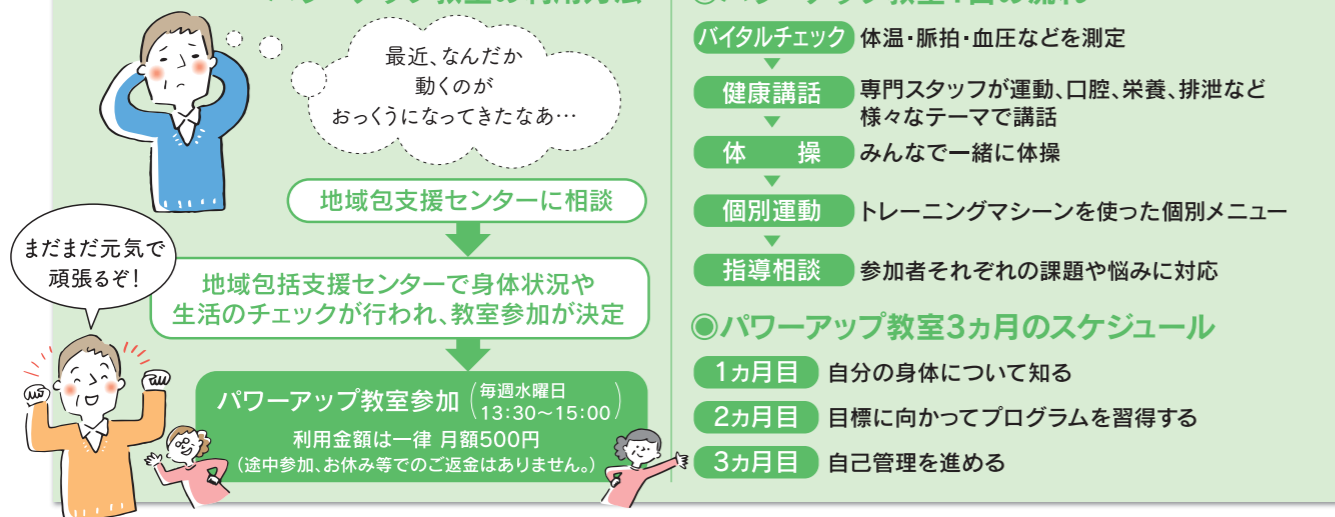 最近、なんだか
動くのが
おっくうになってきたなあ…
地域包支援センターに相談
まだまだ元気で
頑張るぞ！
地域包括支援センターで身体状況や
生活のチェックが行われ、教室参加が決定
パワーアップ教室参加（毎週水曜日
13:30〜15:00）
利用金額は一律 月額500円
（途中参加、お休み等でのご返金はありません。）
バイタルチェック 体温・脈拍・血圧などを測定
健康講話 専門スタッフが運動、口腔、栄養、排泄など
様々なテーマで講話
体 操 みんなで一緒に体操
個別運動 トレーニングマシーンを使った個別メニュー
指導相談 参加者それぞれの課題や悩みに対応
◉パワーアップ教室3ヵ月のスケジュール
1ヵ月目 自分の身体について知る
2ヵ月目 目標に向かってプログラムを習得する
3ヵ月目 自己管理を進める